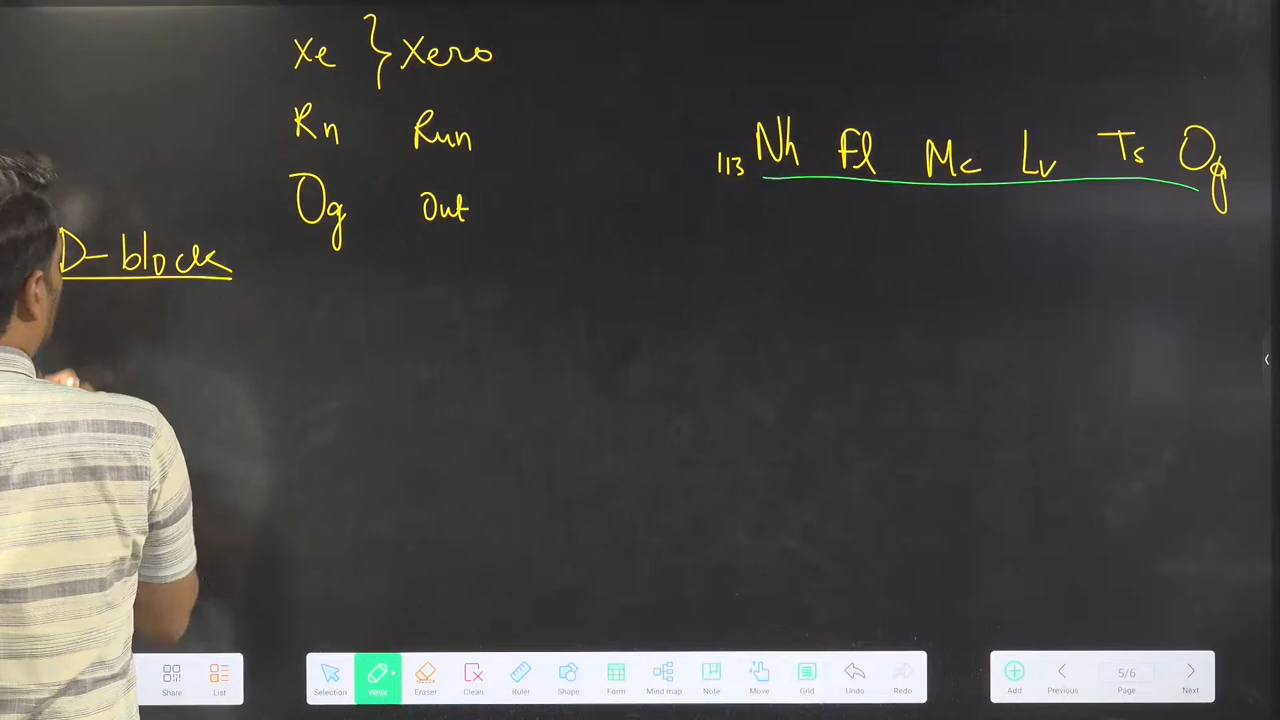 Xe } Xero
Rn Run
Og Out
113 Nh Fl Mc Lv Ts Og
D-block
Share
List
Selection
Write
Eraser
Clean
Ruler
Shape
Form
Mind map
Note
Move
Grid
Undo
Redo
Add
Previous
5/6
Page
Next